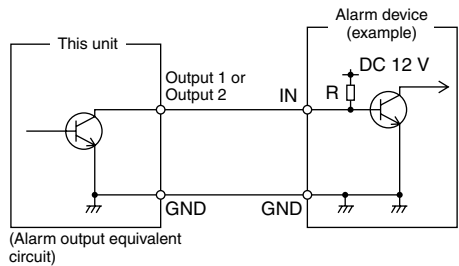 Alarm device
(example)
This unit
DC 12 V
Output 1 or
Output 2
IN
R
GND
GND
(Alarm output equivalent
circuit)